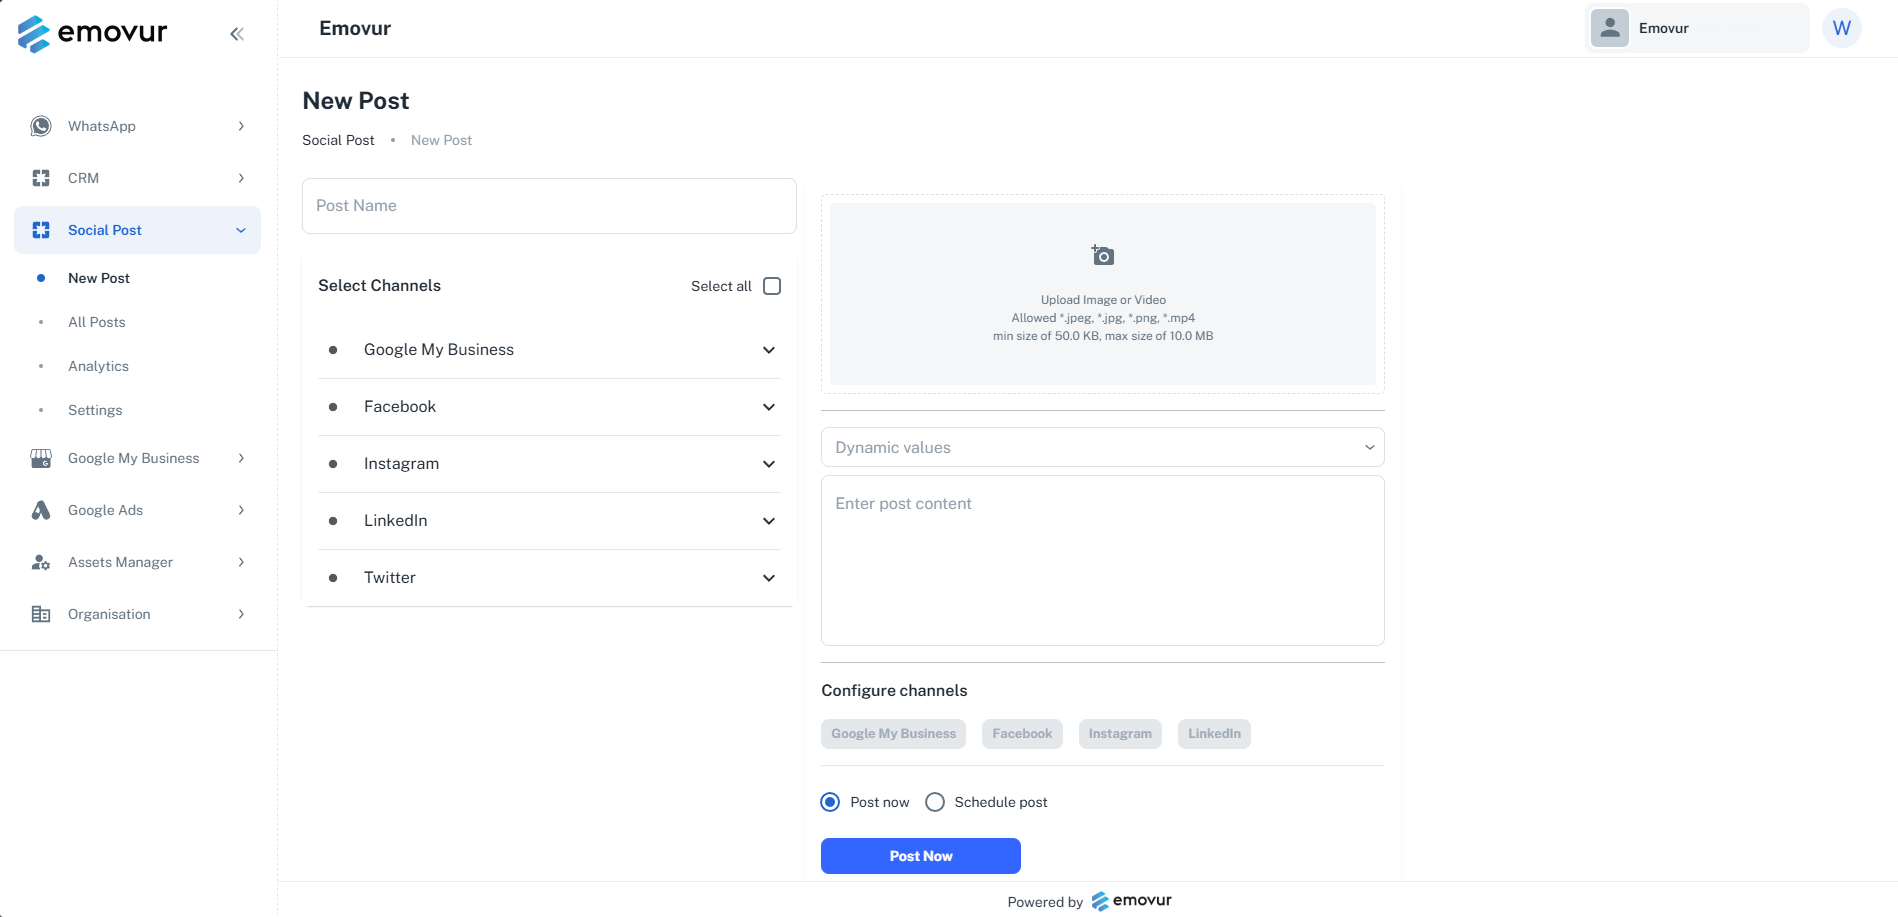 emovur
Emovur
Emovur
W
WhatsApp
CRM
Social Post
New Post
All Posts
Analytics
Settings
Google My Business
Google Ads
Assets Manager
Organisation
New Post
Social Post • New Post
Post Name
Select Channels
Select all
Google My Business
Facebook
Instagram
LinkedIn
Twitter
Upload Image or Video
Allowed *.jpeg, *.jpg, *.png, *.mp4
min size of 50.0 KB, max size of 10.0 MB
Dynamic values
Enter post content
Configure channels
Google My Business Facebook Instagram LinkedIn
Post now Schedule post
Post Now
Powered by emovur